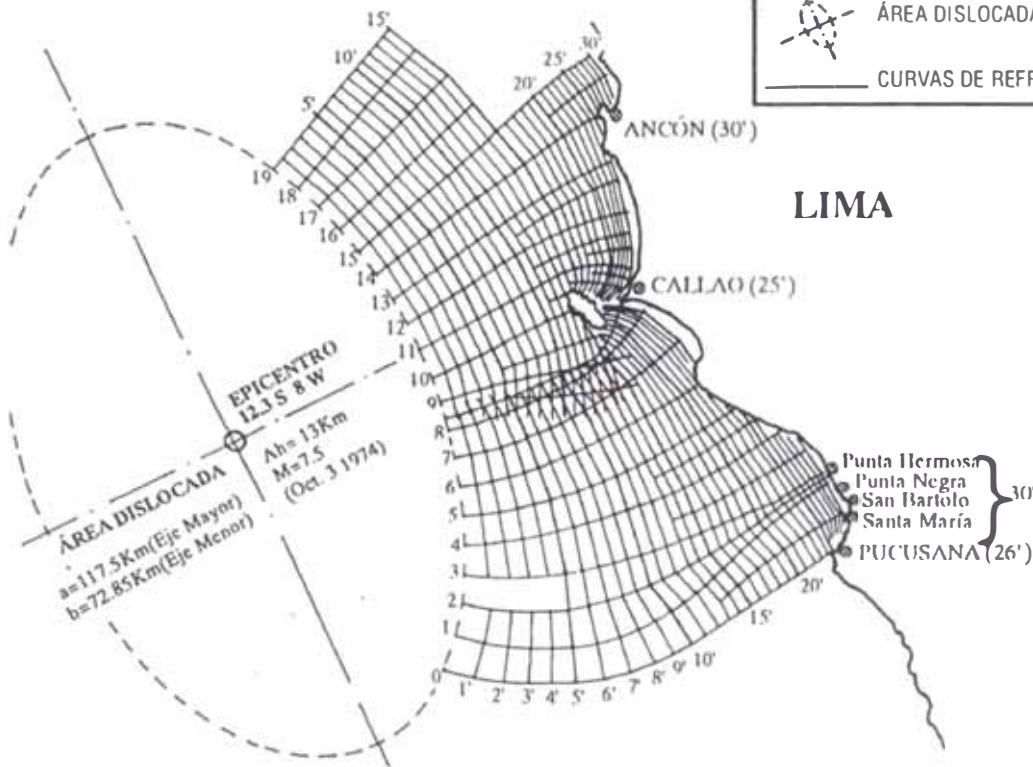 ÁREA DISLOCADA
CURVAS DE REFR
15'
10'
5'
30'
25'
20'
ANCÓN (30')
LIMA
CALLAO (25')
19
18
17
16
15
14
13
12
11
10
9
8
7
6
5
4
3
2
1
0
EPICENTRO
12.3 S 8 W
Ah= 13Km
M=7.5
(Oct. 3 1974)
ÁREA DISLOCADA
a=117.5Km(Eje Mayor)
b=72.85Km(Eje Menor)
Punta Hermosa
Punta Negra
San Bartolo
Santa María
30'
PUCUSANA (26')
20'
15'
1'
2'
3'
4'
5'
6'
7'
8'
9'
10'